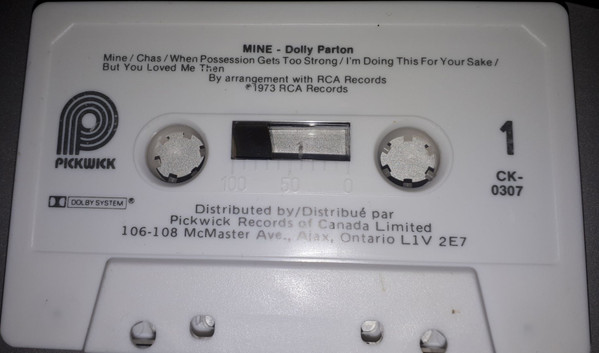 MINE - Dolly Parton
Mine / Chas / When Possession Gets Too Strong / I'm Doing This For Your Sake /
But You Loved Me Then
By arrangement with RCA Records
℗1973 RCA Records
PICKWICK
1
CK-
0307
100 50 0
DOLBY SYSTEM®
Distributed by/Distribué par
Pickwick Records of Canada Limited
106-108 McMaster Ave., Ajax, Ontario L1V 2E7